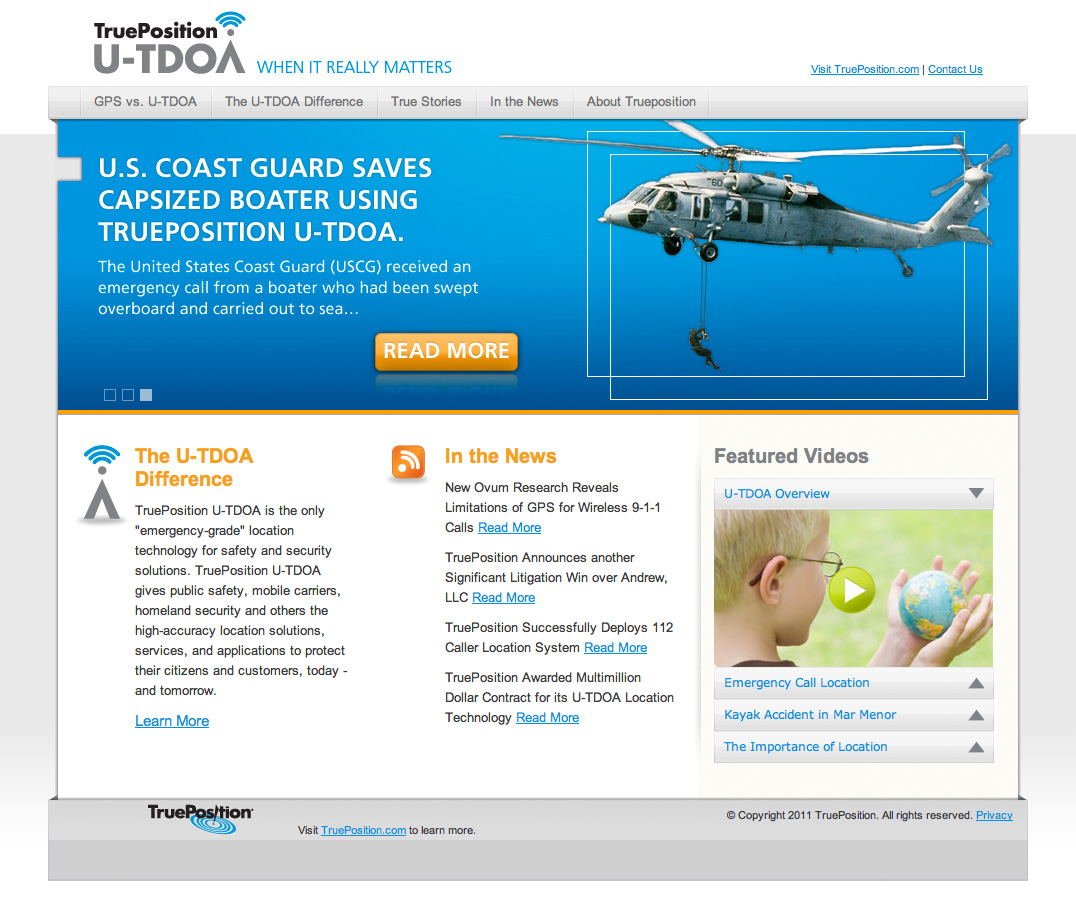 TruePosition
U-TDOA
WHEN IT REALLY MATTERS
Visit TruePosition.com | Contact Us
GPS vs. U-TDOA
The U-TDOA Difference
True Stories
In the News
About Trueposition
U.S. COAST GUARD SAVES
CAPSIZED BOATER USING
TRUEPOSITION U-TDOA.
The United States Coast Guard (USCG) received an
emergency call from a boater who had been swept
overboard and carried out to sea...
READ MORE
60
The U-TDOA
Difference
TruePosition U-TDOA is the only
"emergency-grade" location
technology for safety and security
solutions. TruePosition U-TDOA
gives public safety, mobile carriers,
homeland security and others the
high-accuracy location solutions,
services, and applications to protect
their citizens and customers, today -
and tomorrow.
Learn More
In the News
New Ovum Research Reveals
Limitations of GPS for Wireless 9-1-1
Calls Read More
TruePosition Announces another
Significant Litigation Win over Andrew,
LLC Read More
TruePosition Successfully Deploys 112
Caller Location System Read More
TruePosition Awarded Multimillion
Dollar Contract for its U-TDOA Location
Technology Read More
Featured Videos
U-TDOA Overview
Emergency Call Location
Kayak Accident in Mar Menor
The Importance of Location
TruePosition
Visit TruePosition.com to learn more.
© Copyright 2011 TruePosition. All rights reserved. Privacy